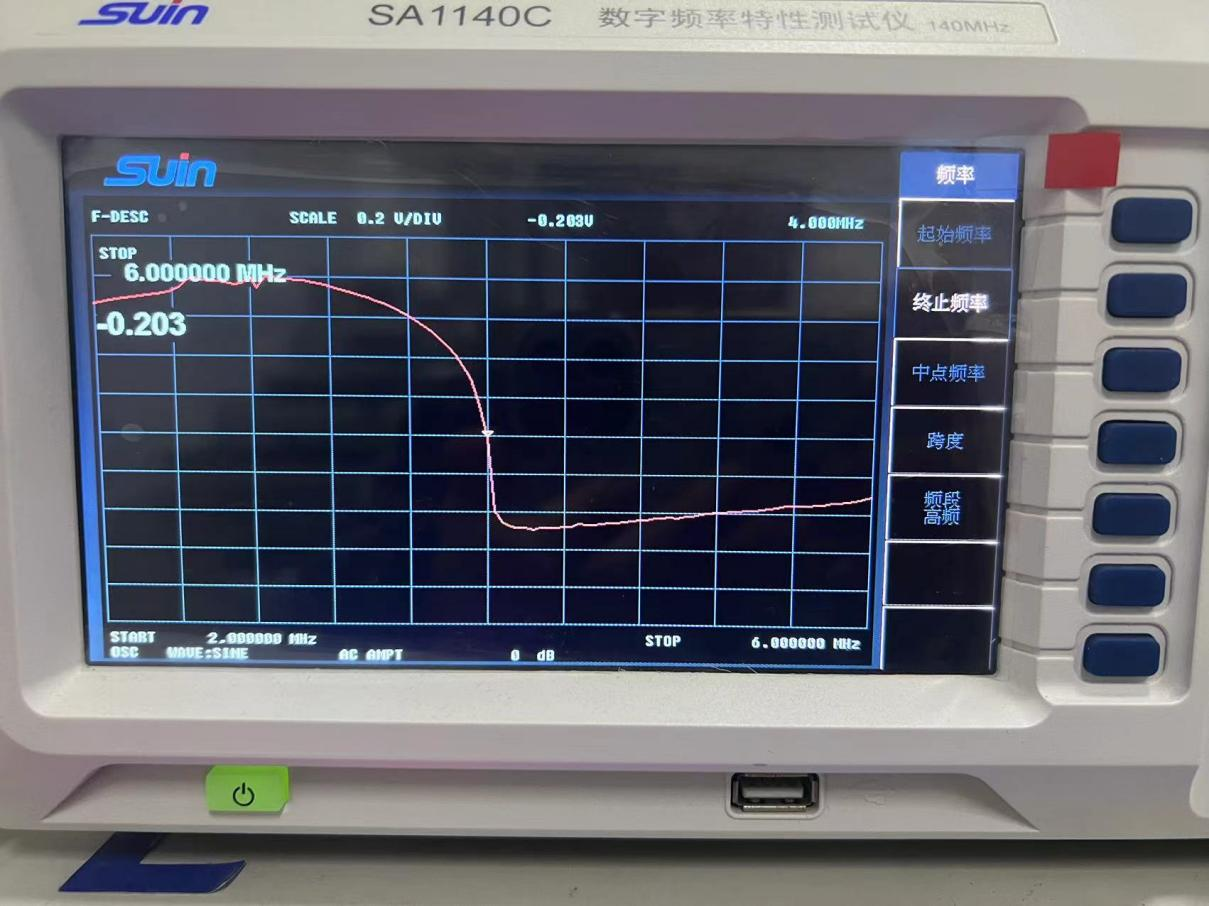 suin SA1140C 数字频率特性测试仪 140MHz
suin
频率
F-DESC SCALE 0.2 V/DIV -0.203V 4.000MHz
起始频率
STOP
6.000000 MHz
终止频率
-0.203
中点频率
跨度
频段
高频
START 2.000000 MHz STOP 6.000000 MHz
OSC WAVE:SINE AC AMPT 0 dB